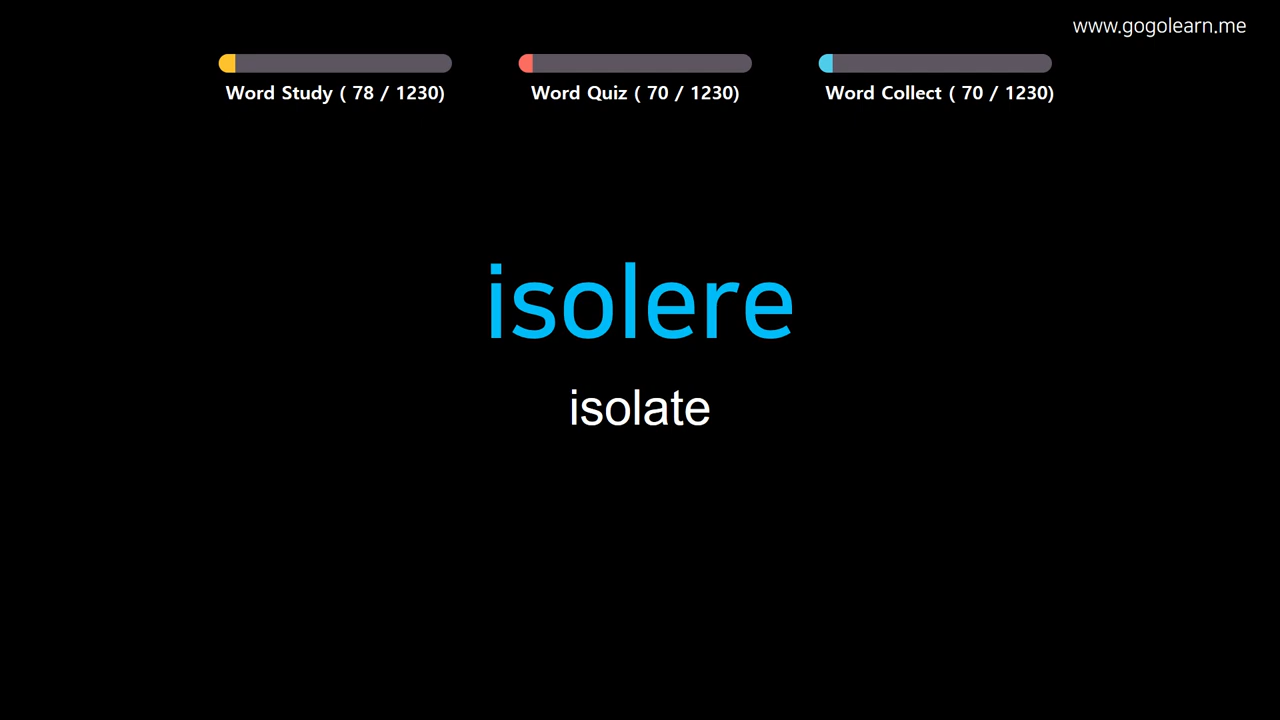 www.gogolearn.me
Word Study ( 78 / 1230)
Word Quiz ( 70 / 1230)
Word Collect ( 70 / 1230)
isolere
isolate